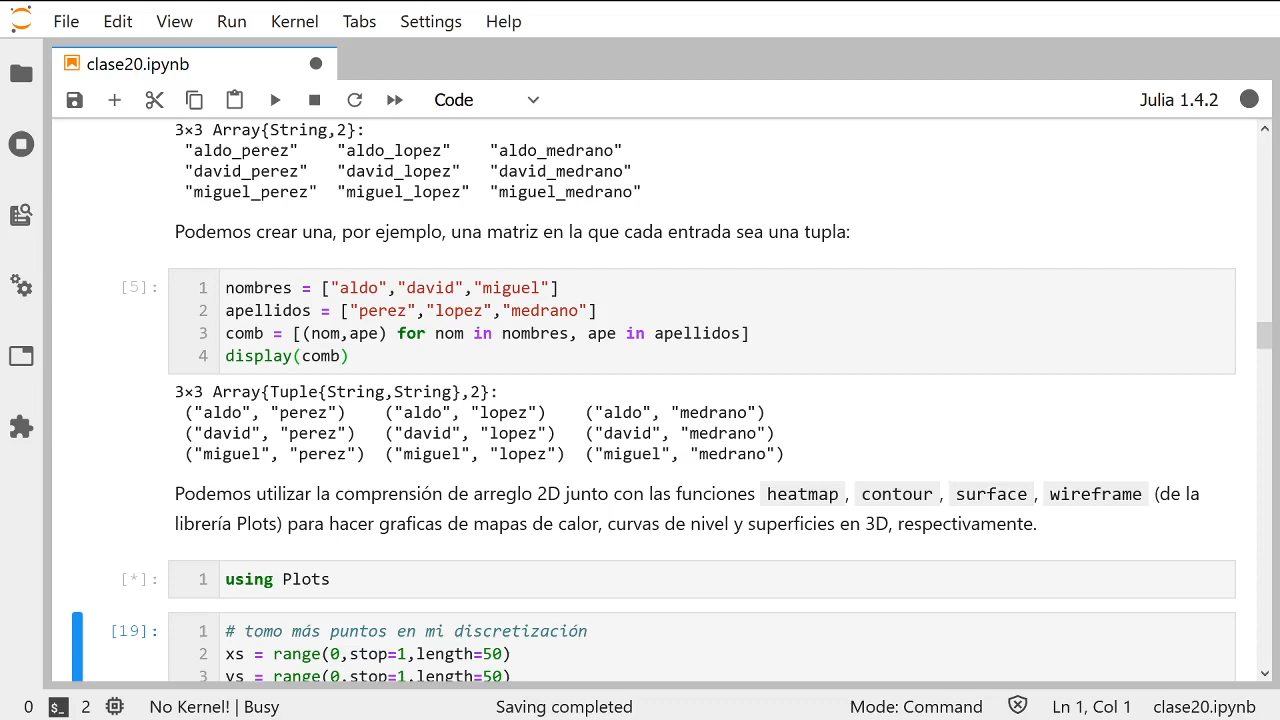 File Edit View Run Kernel Tabs Settings Help
clase20.ipynb
Code
Julia 1.4.2
3×3 Array{String,2}:
"aldo_perez" "aldo_lopez" "aldo_medrano"
"david_perez" "david_lopez" "david_medrano"
"miguel_perez" "miguel_lopez" "miguel_medrano"
Podemos crear una, por ejemplo, una matriz en la que cada entrada sea una tupla:
[5]: 1 nombres = ["aldo","david","miguel"]
2 apellidos = ["perez","lopez","medrano"]
3 comb = [(nom,ape) for nom in nombres, ape in apellidos]
4 display(comb)
3×3 Array{Tuple{String,String},2}:
("aldo", "perez") ("aldo", "lopez") ("aldo", "medrano")
("david", "perez") ("david", "lopez") ("david", "medrano")
("miguel", "perez") ("miguel", "lopez") ("miguel", "medrano")
Podemos utilizar la comprensión de arreglo 2D junto con las funciones heatmap, contour, surface, wireframe (de la
librería Plots) para hacer graficas de mapas de calor, curvas de nivel y superficies en 3D, respectivamente.
[*]: 1 using Plots
[19]: 1 # tomo más puntos en mi discretización
2 xs = range(0,stop=1,length=50)
3 ys = range(0,stop=1,length=50)
0 $_ 2 No Kernel! | Busy Saving completed Mode: Command Ln 1, Col 1 clase20.ipynb